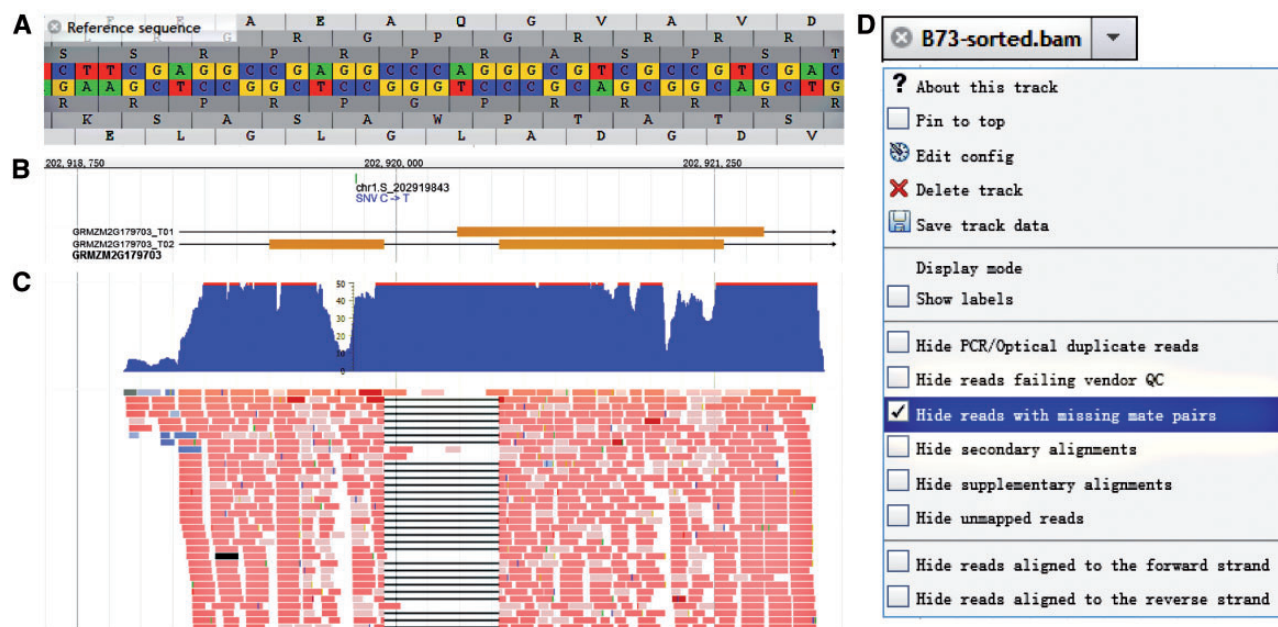 A
Reference sequence
A E A Q G V A V D
R G P G R R R R
S S R P R P R A S P S T
C T T C G A G G C C G A G G C C C A G G G C G T C G C C G T C G A C
G A A G C T C C G G C T C C G G G T C C C G C A G C G G C A G C T G
R R P R P G P R R R C R
K S A S A W P T A T S
E L G L G L A D G D V
B
202,918,750 202,920,000 202,921,250
chr1.S_202919843
SNV C -> T
GRMZM2G179703_T01
GRMZM2G179703_T02
GRMZM2G179703
C
50
40
30
20
10
0
D
B73-sorted.bam
? About this track
Pin to top
Edit config
Delete track
Save track data
Display mode
Show labels
Hide PCR/Optical duplicate reads
Hide reads failing vendor QC
Hide reads with missing mate pairs
Hide secondary alignments
Hide supplementary alignments
Hide unmapped reads
Hide reads aligned to the forward strand
Hide reads aligned to the reverse strand